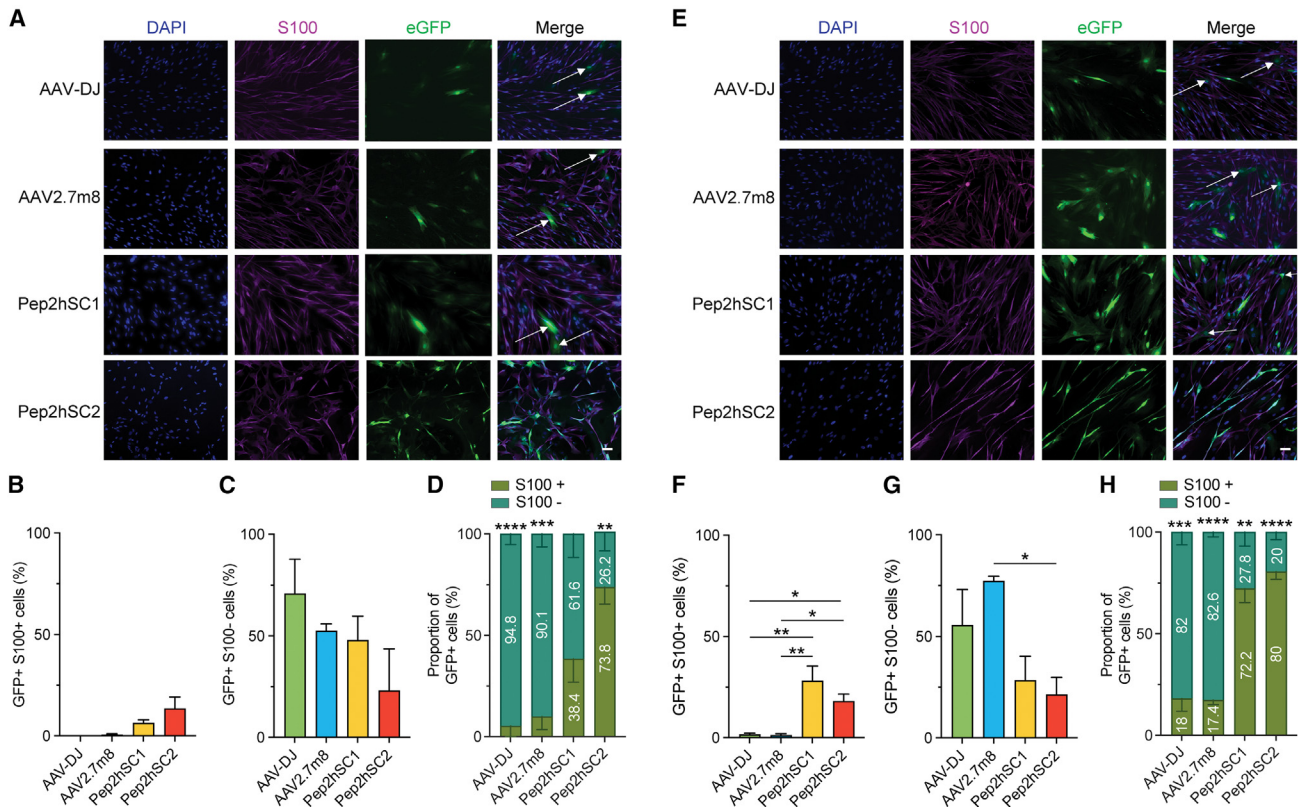 A
DAPI S100 eGFP Merge
AAV-DJ
AAV2.7m8
Pep2hSC1
Pep2hSC2
E
DAPI S100 eGFP Merge
AAV-DJ
AAV2.7m8
Pep2hSC1
Pep2hSC2
B
GFP+ S100+ cells (%)
100
50
0
AAV-DJ
AAV2.7m8
Pep2hSC1
Pep2hSC2
C
GFP+ S100- cells (%)
100
50
0
AAV-DJ
AAV2.7m8
Pep2hSC1
Pep2hSC2
D
S100 +
S100 -
Proportion of
GFP+ cells (%)
100
50
0
**** *** **
94.8
90.1
61.6
38.4
26.2
73.8
AAV-DJ
AAV2.7m8
Pep2hSC1
Pep2hSC2
F
GFP+ S100+ cells (%)
100
50
0
*
*
**
**
AAV-DJ
AAV2.7m8
Pep2hSC1
Pep2hSC2
G
GFP+ S100- cells (%)
100
50
0
*
AAV-DJ
AAV2.7m8
Pep2hSC1
Pep2hSC2
H
S100 +
S100 -
Proportion of
GFP+ cells (%)
100
50
0
*** **** ** ****
82
18
82.6
17.4
27.8
72.2
20
80
AAV-DJ
AAV2.7m8
Pep2hSC1
Pep2hSC2